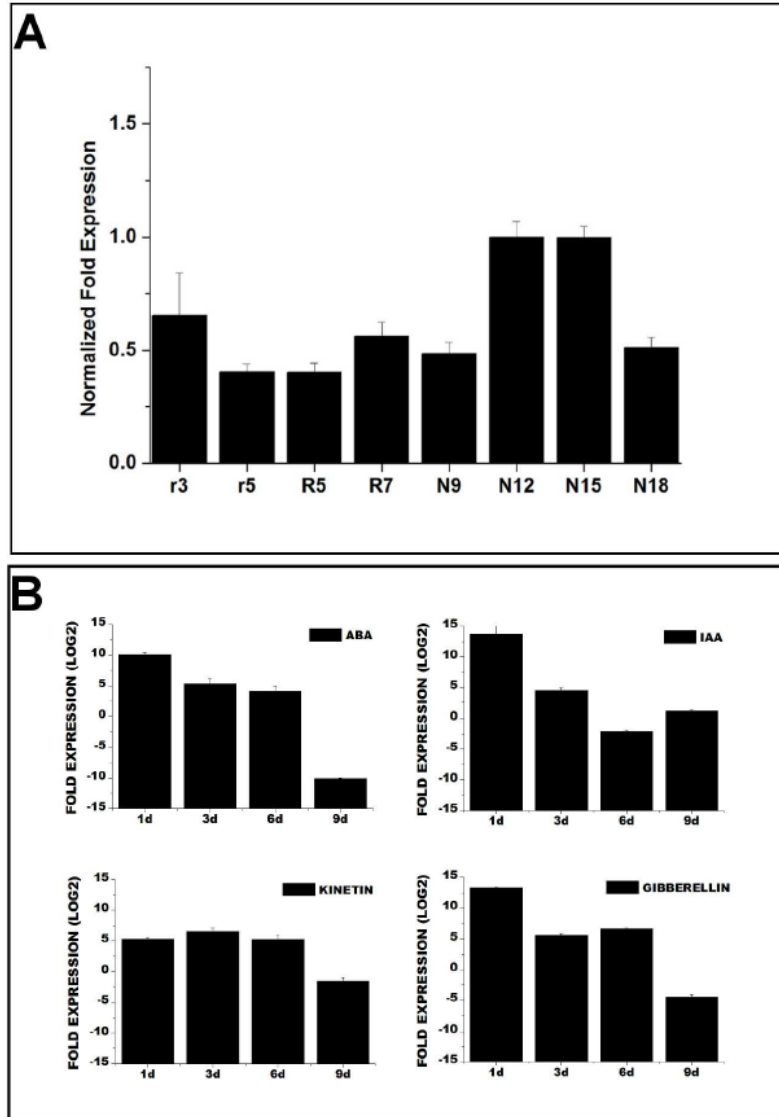 A
Normalized Fold Expression
1.5
1.0
0.5
0.0
r3 r5 R5 R7 N9 N12 N15 N18
B
FOLD EXPRESSION (LOG2)
15
10
5
0
-5
-10
-15
ABA
1d 3d 6d 9d
FOLD EXPRESSION (LOG2)
15
10
5
0
-5
-10
-15
IAA
1d 3d 6d 9d
FOLD EXPRESSION (LOG2)
15
10
5
0
-5
-10
-15
KINETIN
1d 3d 6d 9d
FOLD EXPRESSION (LOG2)
15
10
5
0
-5
-10
-15
GIBBERELLIN
1d 3d 6d 9d